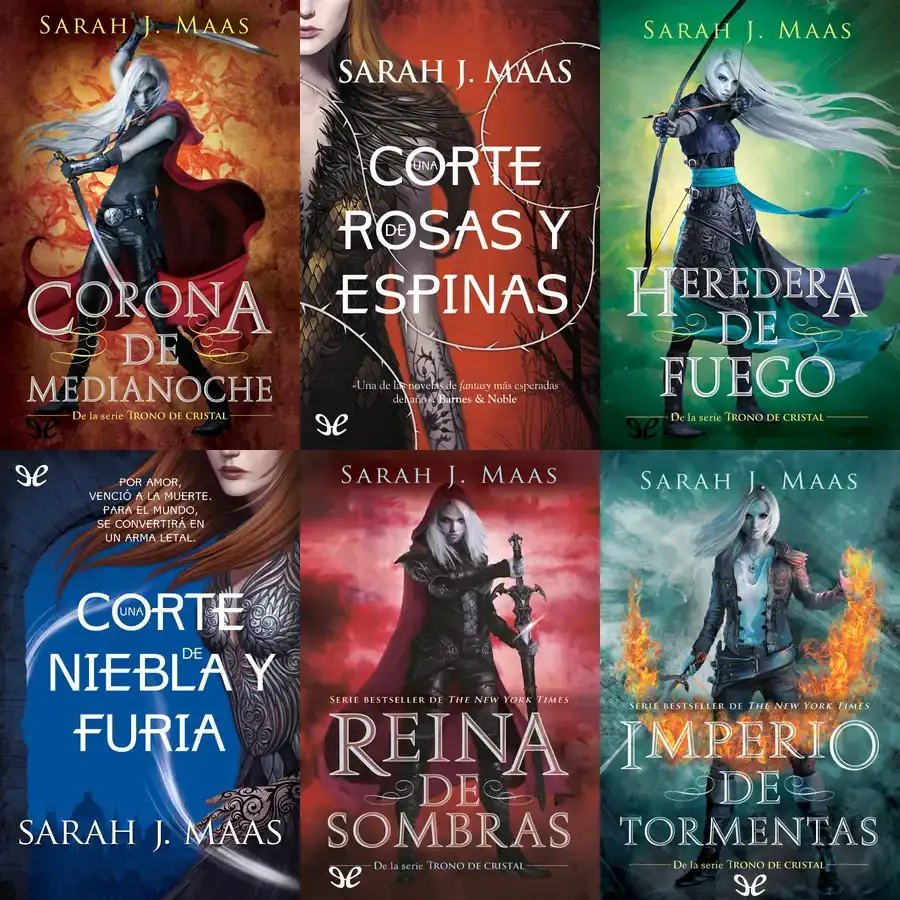 SARAH J. MAAS
CORONA
DE
MEDIANOCHE
De la serie TRONO DE CRISTAL
SARAH J. MAAS
UNA
CORTE
DE
ROSAS Y
ESPINAS
«Una de las novelas de fantasy más esperadas
del año». Barnes & Noble
SARAH J. MAAS
HEREDERA
DE
FUEGO
De la serie TRONO DE CRISTAL
POR AMOR,
VENCIÓ A LA MUERTE.
PARA EL MUNDO,
SE CONVERTIRÁ EN
UN ARMA LETAL.
UNA
CORTE
DE
NIEBLA Y
FURIA
SARAH J. MAAS
SARAH J. MAAS
SERIE BESTSELLER DE THE NEW YORK TIMES
REINA
DE
SOMBRAS
De la serie TRONO DE CRISTAL
SARAH J. MAAS
SERIE BESTSELLER DE THE NEW YORK TIMES
IMPERIO
DE
TORMENTAS
De la serie TRONO DE CRISTAL